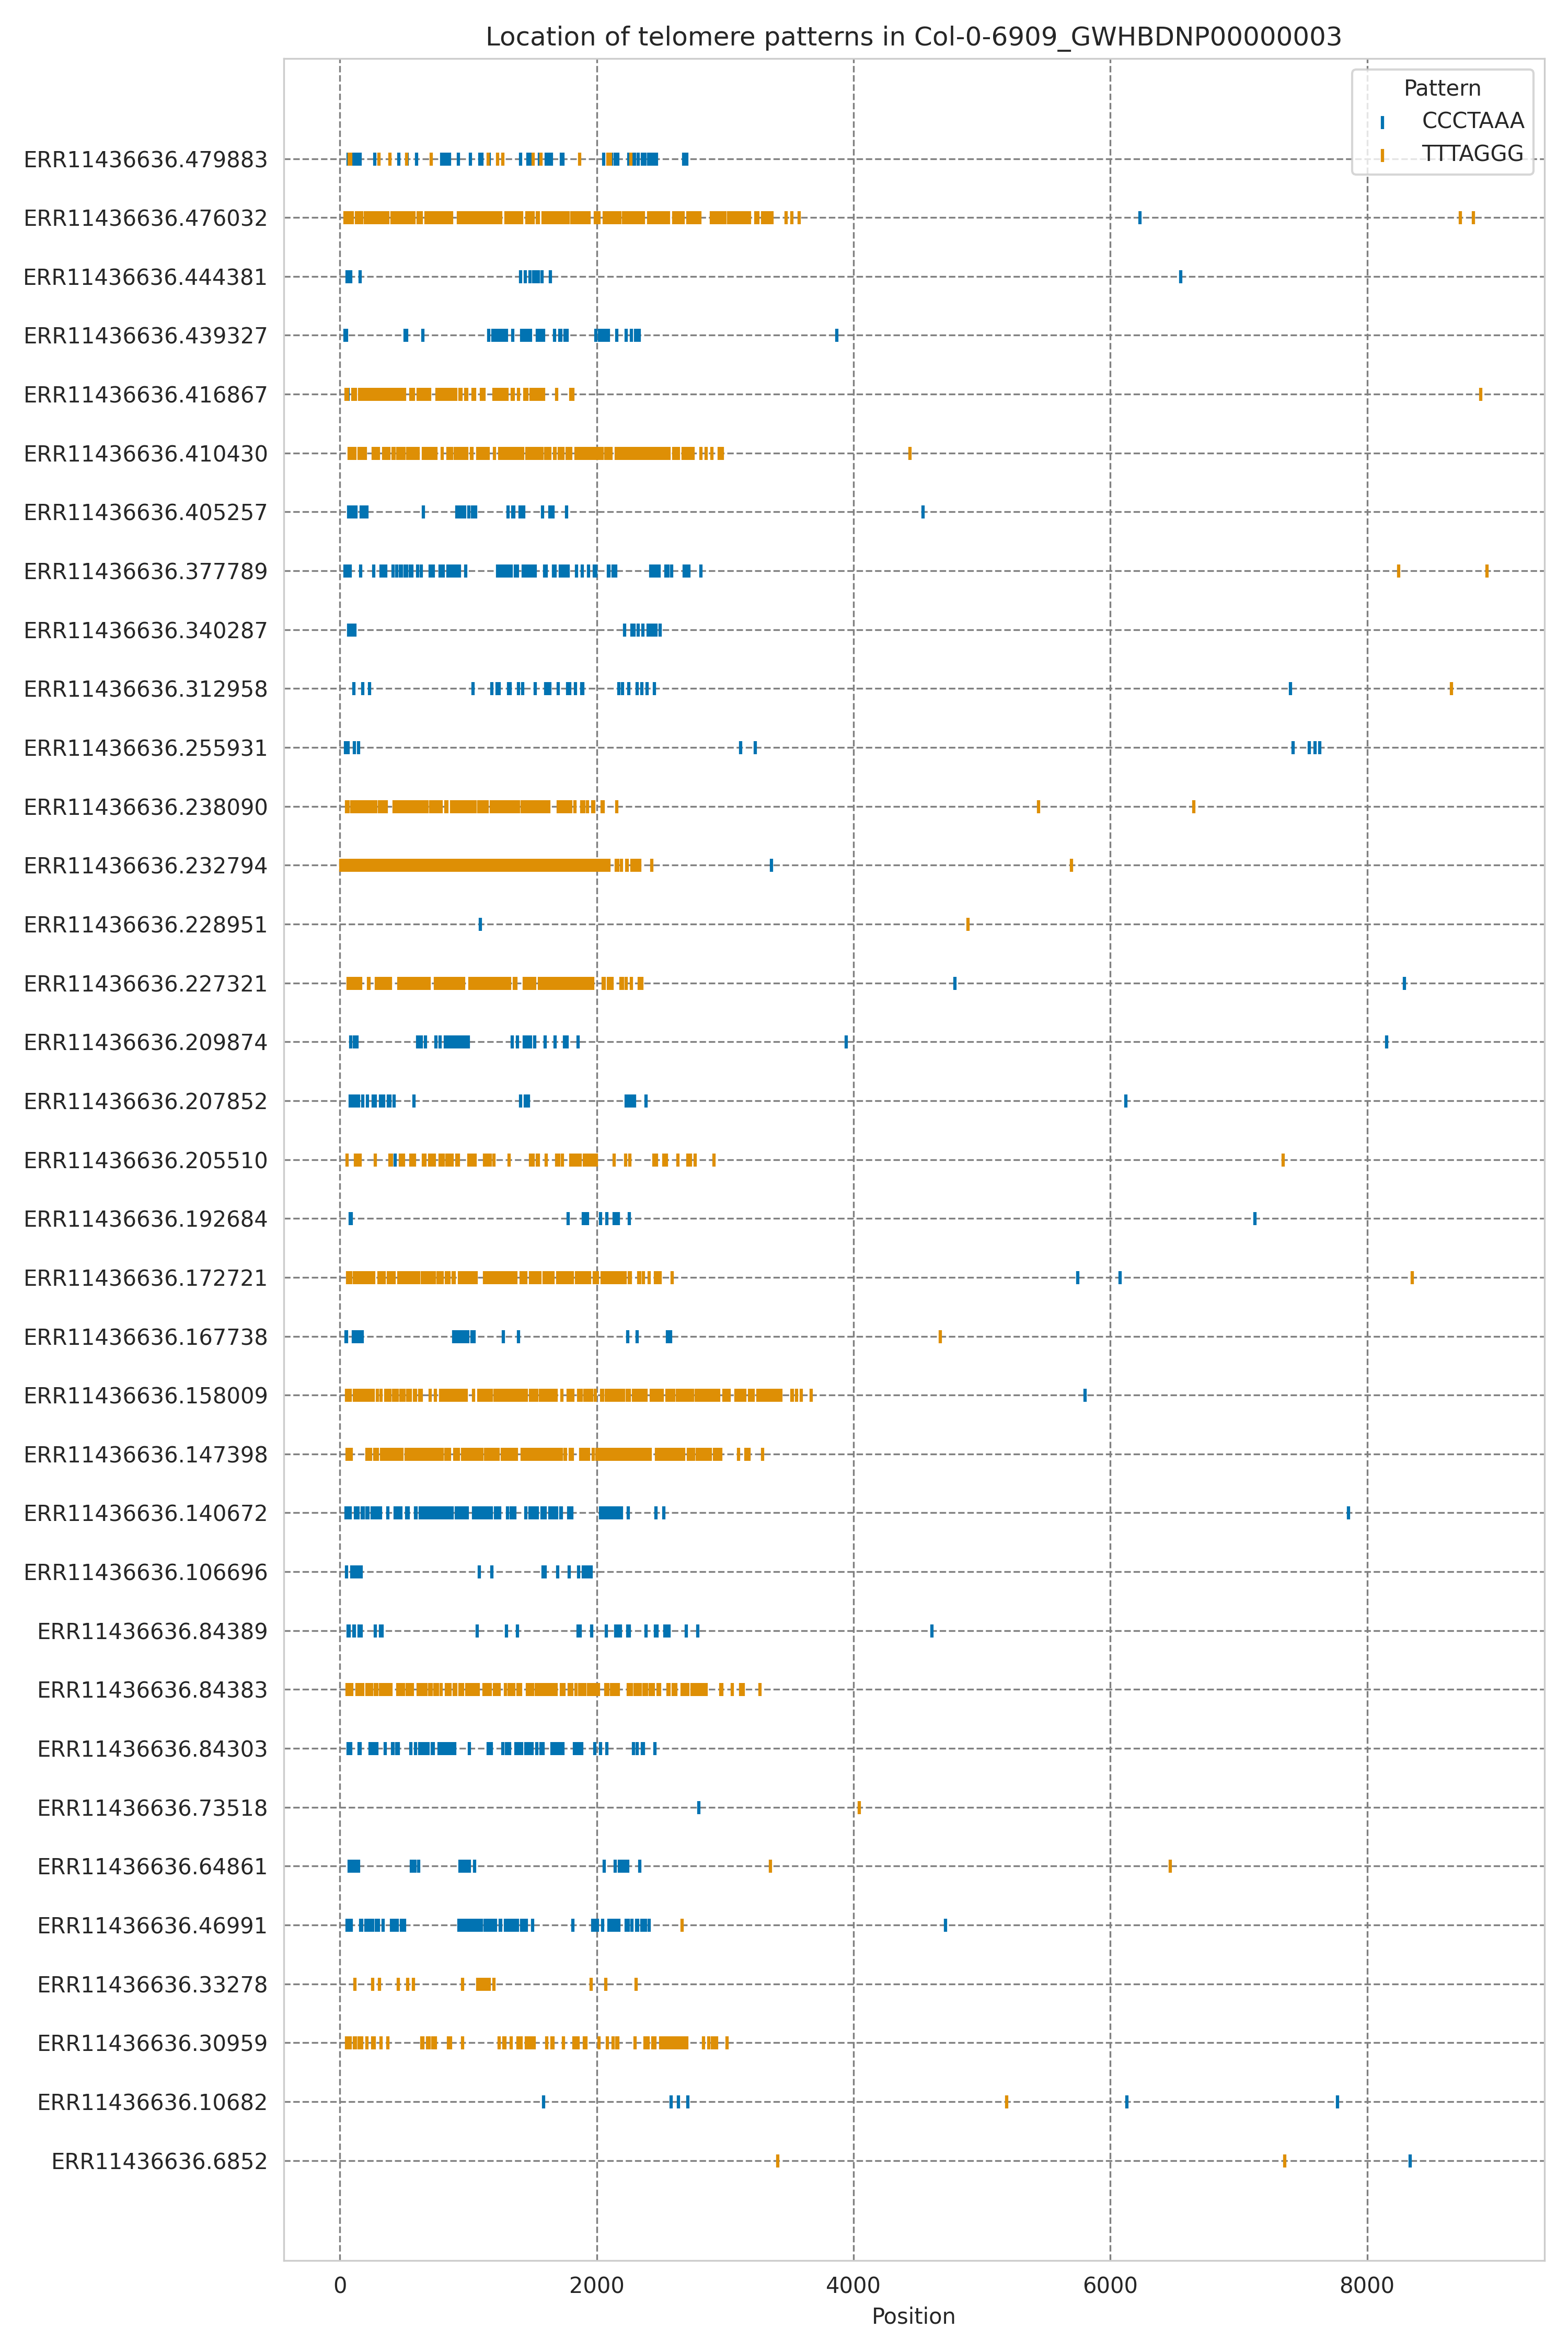 Location of telomere patterns in Col-0-6909_GWHBDNP00000003
Pattern
CCCTAAA
TTTAGGG
ERR11436636.479883
ERR11436636.476032
ERR11436636.444381
ERR11436636.439327
ERR11436636.416867
ERR11436636.410430
ERR11436636.405257
ERR11436636.377789
ERR11436636.340287
ERR11436636.312958
ERR11436636.255931
ERR11436636.238090
ERR11436636.232794
ERR11436636.228951
ERR11436636.227321
ERR11436636.209874
ERR11436636.207852
ERR11436636.205510
ERR11436636.192684
ERR11436636.172721
ERR11436636.167738
ERR11436636.158009
ERR11436636.147398
ERR11436636.140672
ERR11436636.106696
ERR11436636.84389
ERR11436636.84383
ERR11436636.84303
ERR11436636.73518
ERR11436636.64861
ERR11436636.46991
ERR11436636.33278
ERR11436636.30959
ERR11436636.10682
ERR11436636.6852
0 2000 4000 6000 8000
Position